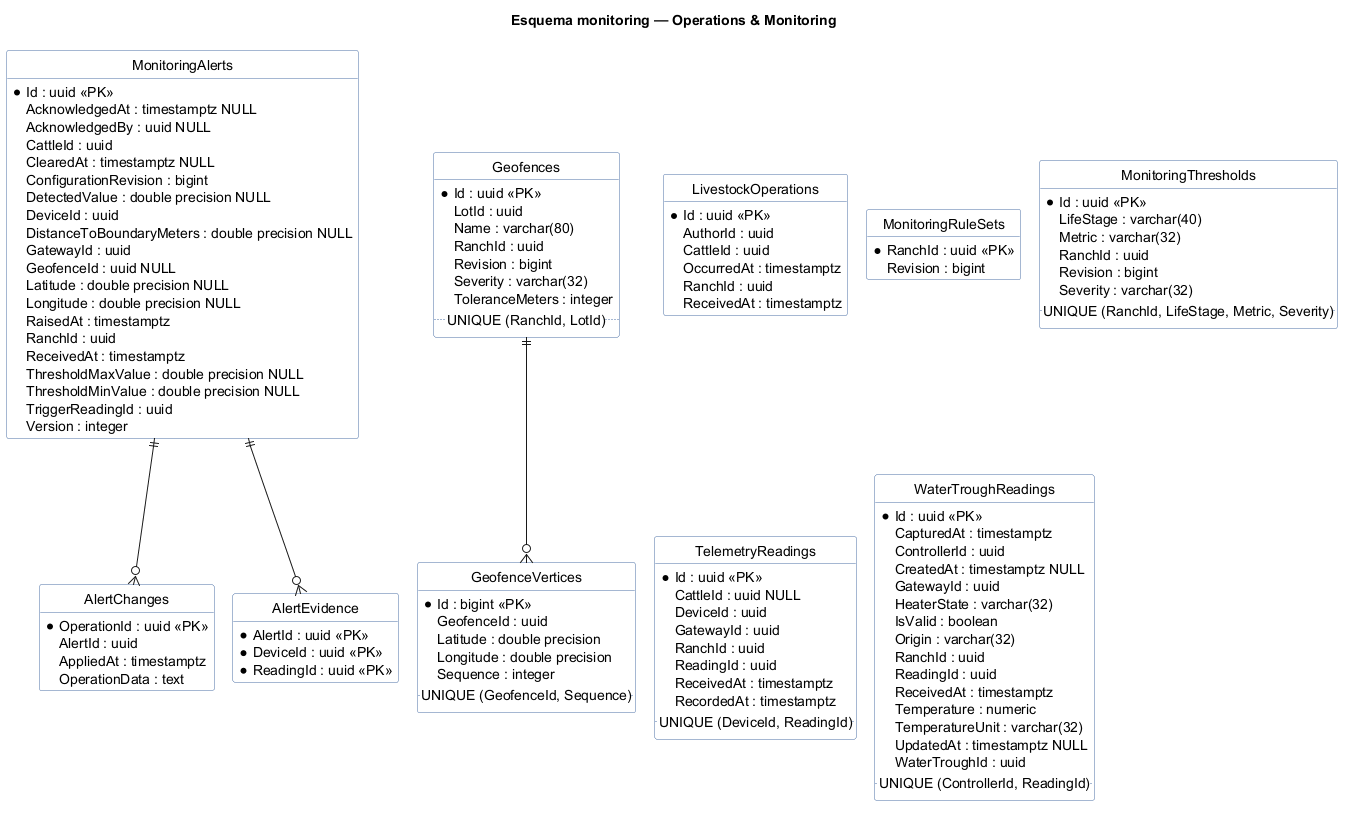 Esquema monitoring — Operations & Monitoring
MonitoringAlerts
Id : uuid «PK»
AcknowledgedAt : timestamptz NULL
AcknowledgedBy : uuid NULL
CattleId : uuid
ClearedAt : timestamptz NULL
ConfigurationRevision : bigint
DetectedValue : double precision NULL
DeviceId : uuid
DistanceToBoundaryMeters : double precision NULL
GatewayId : uuid
GeofenceId : uuid NULL
Latitude : double precision NULL
Longitude : double precision NULL
RaisedAt : timestamptz
RanchId : uuid
ReceivedAt : timestamptz
ThresholdMaxValue : double precision NULL
ThresholdMinValue : double precision NULL
TriggerReadingId : uuid
Version : integer
Geofences
Id : uuid «PK»
LotId : uuid
Name : varchar(80)
RanchId : uuid
Revision : bigint
Severity : varchar(32)
ToleranceMeters : integer
UNIQUE (RanchId, LotId)
LivestockOperations
Id : uuid «PK»
AuthorId : uuid
CattleId : uuid
OccurredAt : timestamptz
RanchId : uuid
ReceivedAt : timestamptz
MonitoringRuleSets
RanchId : uuid «PK»
Revision : bigint
MonitoringThresholds
Id : uuid «PK»
LifeStage : varchar(40)
Metric : varchar(32)
RanchId : uuid
Revision : bigint
Severity : varchar(32)
UNIQUE (RanchId, LifeStage, Metric, Severity)
AlertChanges
OperationId : uuid «PK»
AlertId : uuid
AppliedAt : timestamptz
OperationData : text
AlertEvidence
AlertId : uuid «PK»
DeviceId : uuid «PK»
ReadingId : uuid «PK»
GeofenceVertices
Id : bigint «PK»
GeofenceId : uuid
Latitude : double precision
Longitude : double precision
Sequence : integer
UNIQUE (GeofenceId, Sequence)
TelemetryReadings
Id : uuid «PK»
CattleId : uuid NULL
DeviceId : uuid
GatewayId : uuid
RanchId : uuid
ReadingId : uuid
ReceivedAt : timestamptz
RecordedAt : timestamptz
UNIQUE (DeviceId, ReadingId)
WaterTroughReadings
Id : uuid «PK»
CapturedAt : timestamptz
ControllerId : uuid
CreatedAt : timestamptz NULL
GatewayId : uuid
HeaterState : varchar(32)
IsValid : boolean
Origin : varchar(32)
RanchId : uuid
ReadingId : uuid
ReceivedAt : timestamptz
Temperature : numeric
TemperatureUnit : varchar(32)
UpdatedAt : timestamptz NULL
WaterTroughId : uuid
UNIQUE (ControllerId, ReadingId)